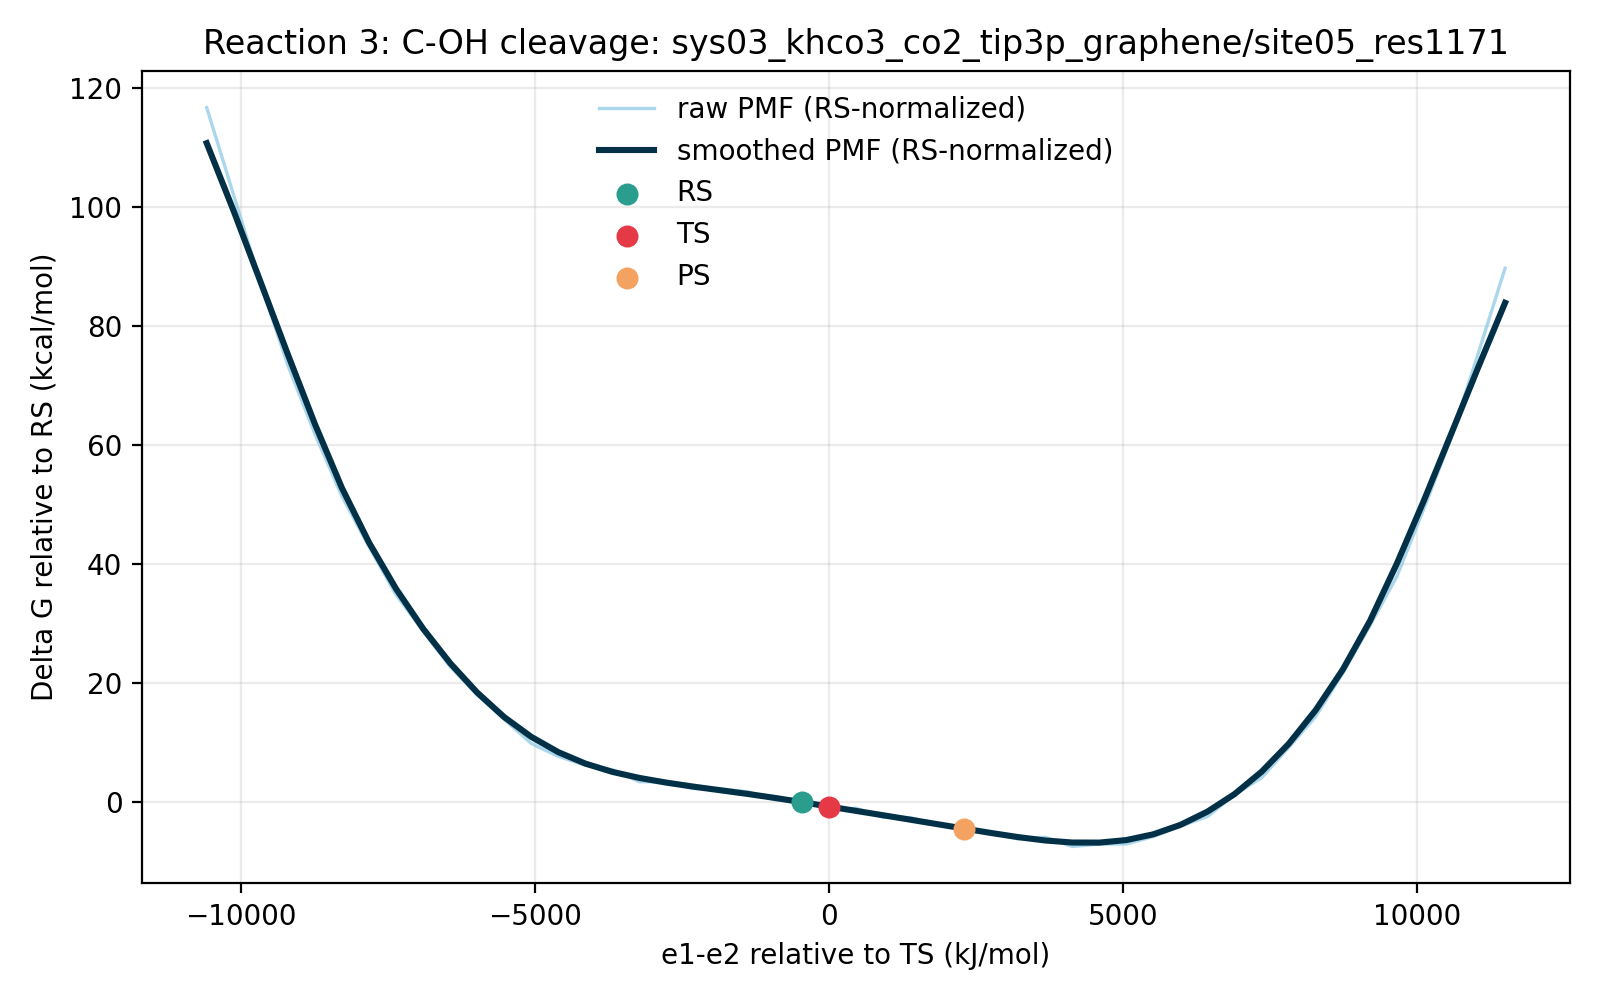 Reaction 3: C-OH cleavage: sys03_khco3_co2_tip3p_graphene/site05_res1171
raw PMF (RS-normalized)
smoothed PMF (RS-normalized)
RS
TS
PS
Delta G relative to RS (kcal/mol)
120
100
80
60
40
20
0
−10000
−5000
0
5000
10000
e1-e2 relative to TS (kJ/mol)